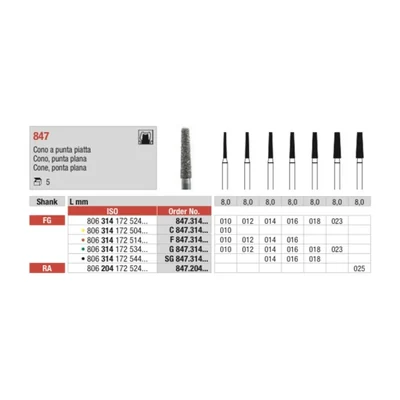 847
Cono a punta piatta
Cono, punta plana
Cone, ponta plana
5
Shank L mm 8,0 8,0 8,0 8,0 8,0 8,0 8,0
ISO Order No.
FG 806 314 172 524... 847.314... 010 012 014 016 018 023
806 314 172 504... C 847.314... 010
806 314 172 514... F 847.314... 010 012 014 016
806 314 172 534... G 847.314... 010 012 014 016 018 023
806 314 172 544... SG 847.314... 014 016 018
RA 806 204 172 524... 847.204... 025